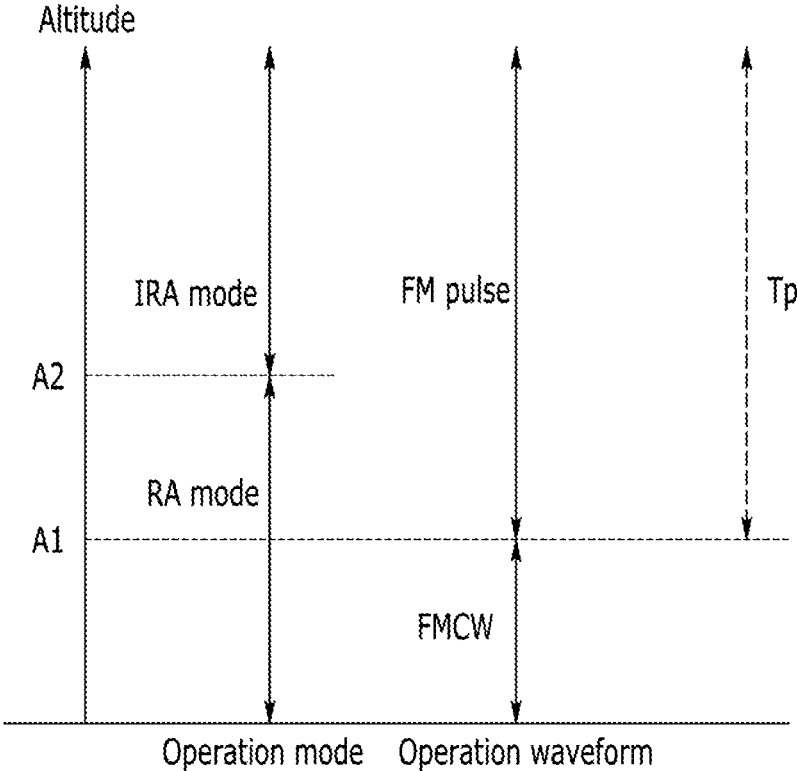 Altitude
IRA mode
FM pulse
Tp
A2
RA mode
A1
FMCW
Operation mode
Operation waveform